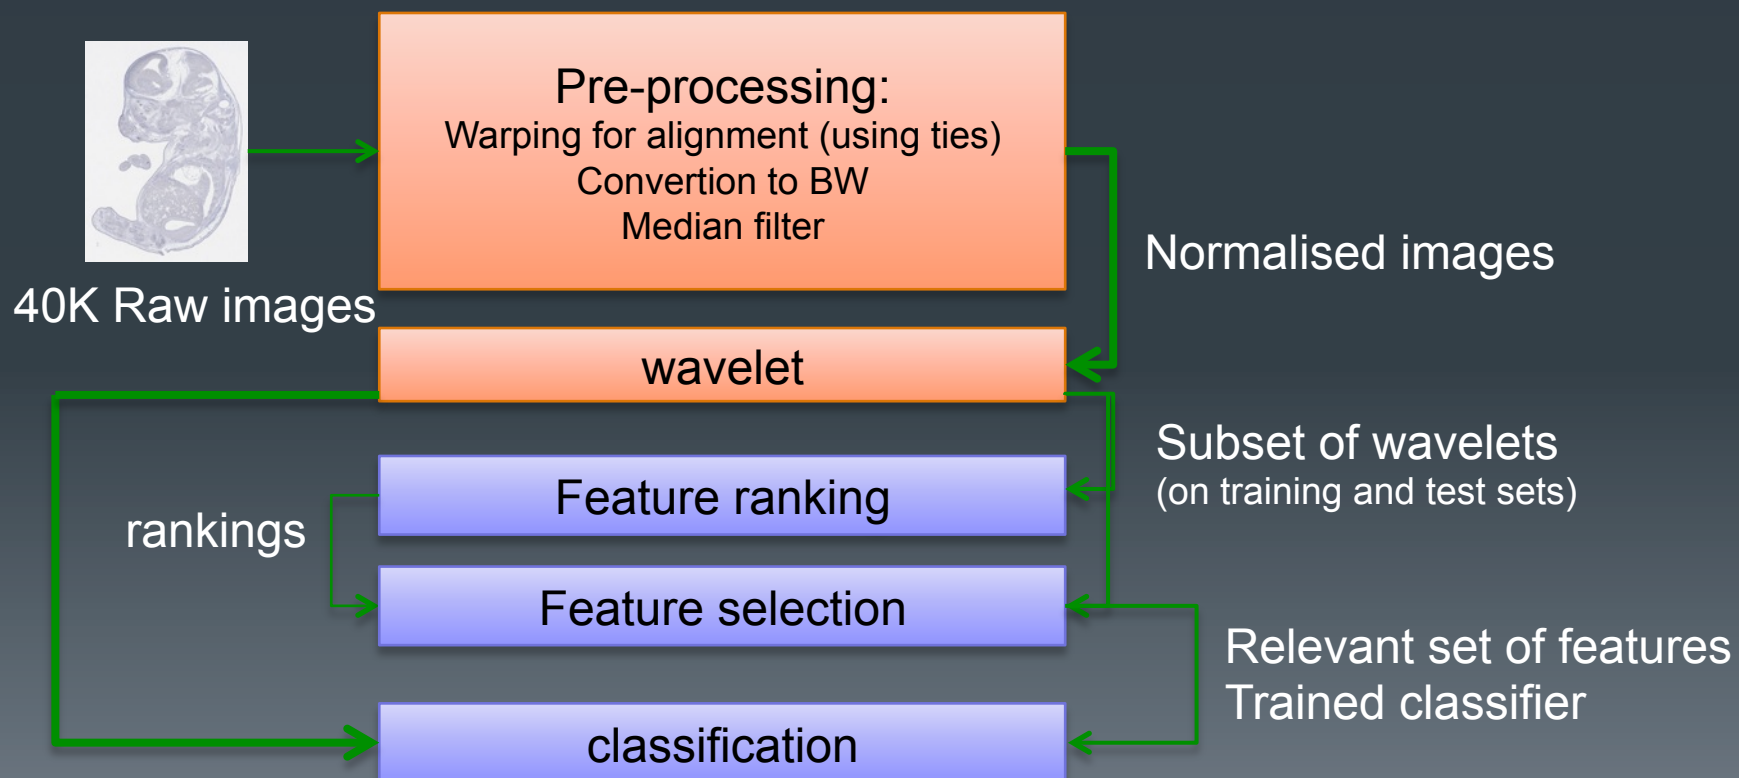 Pre-processing:
Warping for alignment (using ties)
Convertion to BW
Median filter
40K Raw images
Normalised images
wavelet
Subset of wavelets
(on training and test sets)
Feature ranking
rankings
Feature selection
Relevant set of features
Trained classifier
classification